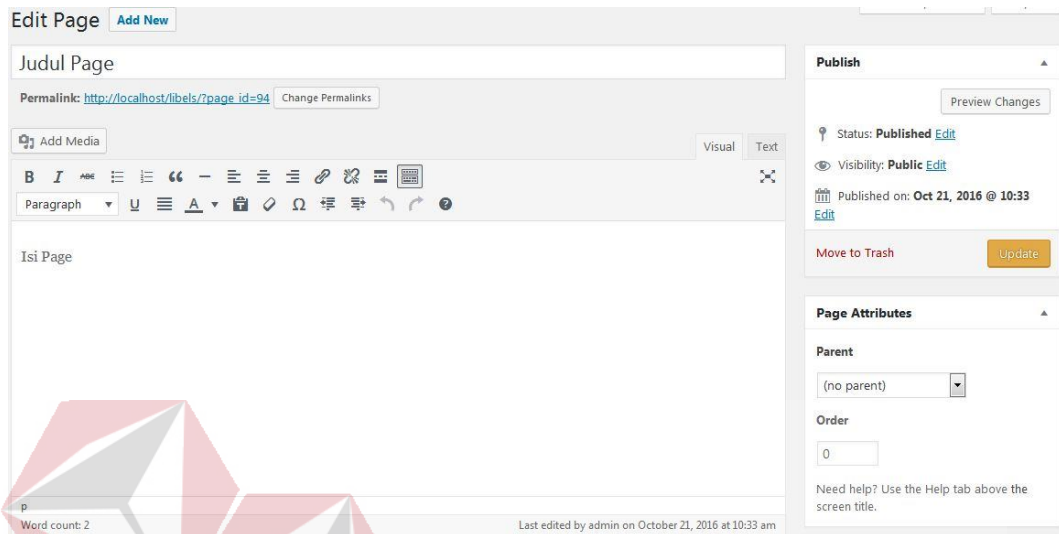 Edit Page Add New
Judul Page
Permalink: http://localhost/libels/?page_id=94 Change Permalinks
Add Media
Visual Text
B I ABC
Paragraph U A Ω
Isi Page
p
Word count: 2 Last edited by admin on October 21, 2016 at 10:33 am
Publish
Preview Changes
Status: Published Edit
Visibility: Public Edit
Published on: Oct 21, 2016 @ 10:33
Edit
Move to Trash Update
Page Attributes
Parent
(no parent)
Order
0
Need help? Use the Help tab above the
screen title.